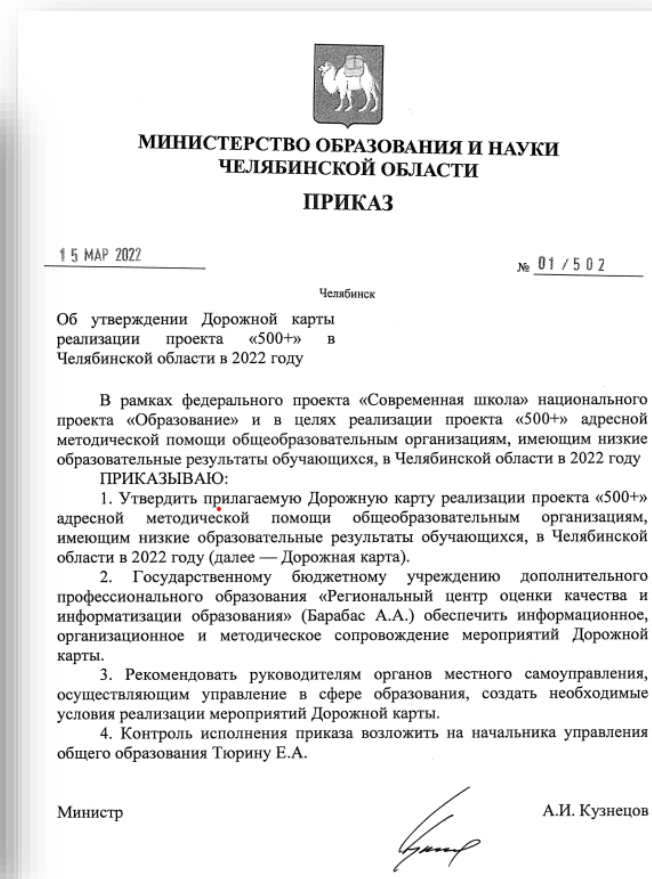 МИНИСТЕРСТВО ОБРАЗОВАНИЯ И НАУКИ
ЧЕЛЯБИНСКОЙ ОБЛАСТИ
ПРИКАЗ
15 МАР 2022
№ 01/502
Челябинск
Об утверждении Дорожной карты
реализации проекта «500+» в
Челябинской области в 2022 году
В рамках федерального проекта «Современная школа» национального
проекта «Образование» и в целях реализации проекта «500+» адресной
методической помощи общеобразовательным организациям, имеющим низкие
образовательные результаты обучающихся, в Челябинской области в 2022 году
ПРИКАЗЫВАЮ:
1. Утвердить прилагаемую Дорожную карту реализации проекта «500+»
адресной методической помощи общеобразовательным организациям,
имеющим низкие образовательные результаты обучающихся, в Челябинской
области в 2022 году (далее — Дорожная карта).
2. Государственному бюджетному учреждению дополнительного
профессионального образования «Региональный центр оценки качества и
информатизации образования» (Барабас А.А.) обеспечить информационное,
организационное и методическое сопровождение мероприятий Дорожной
карты.
3. Рекомендовать руководителям органов местного самоуправления,
осуществляющим управление в сфере образования, создать необходимые
условия реализации мероприятий Дорожной карты.
4. Контроль исполнения приказа возложить на начальника управления
общего образования Тюрину Е.А.
Министр
А.И. Кузнецов